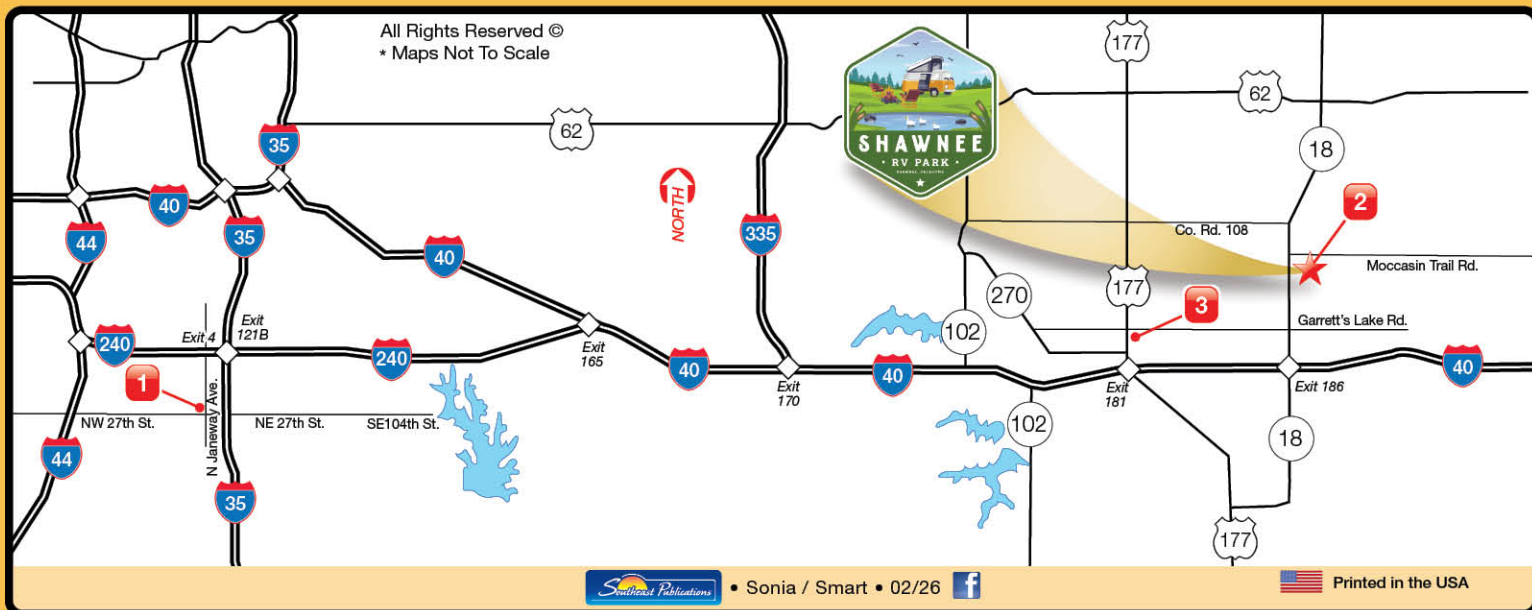 All Rights Reserved ©
* Maps Not To Scale
177
62
62
35
18
SHAWNEE
• RV PARK •
NORTH
40
44
35
40
335
Co. Rd. 108
2
Moccasin Trail Rd.
177
270
3
102
Garrett's Lake Rd.
240
Exit 4
Exit
121B
240
Exit
165
40
Exit
170
40
Exit
181
Exit 186
40
1
N Janeway Ave.
NW 27th St.
NE 27th St.
SE104th St.
102
18
44
35
177
Southeast Publications
• Sonia / Smart • 02/26
f
Printed in the USA